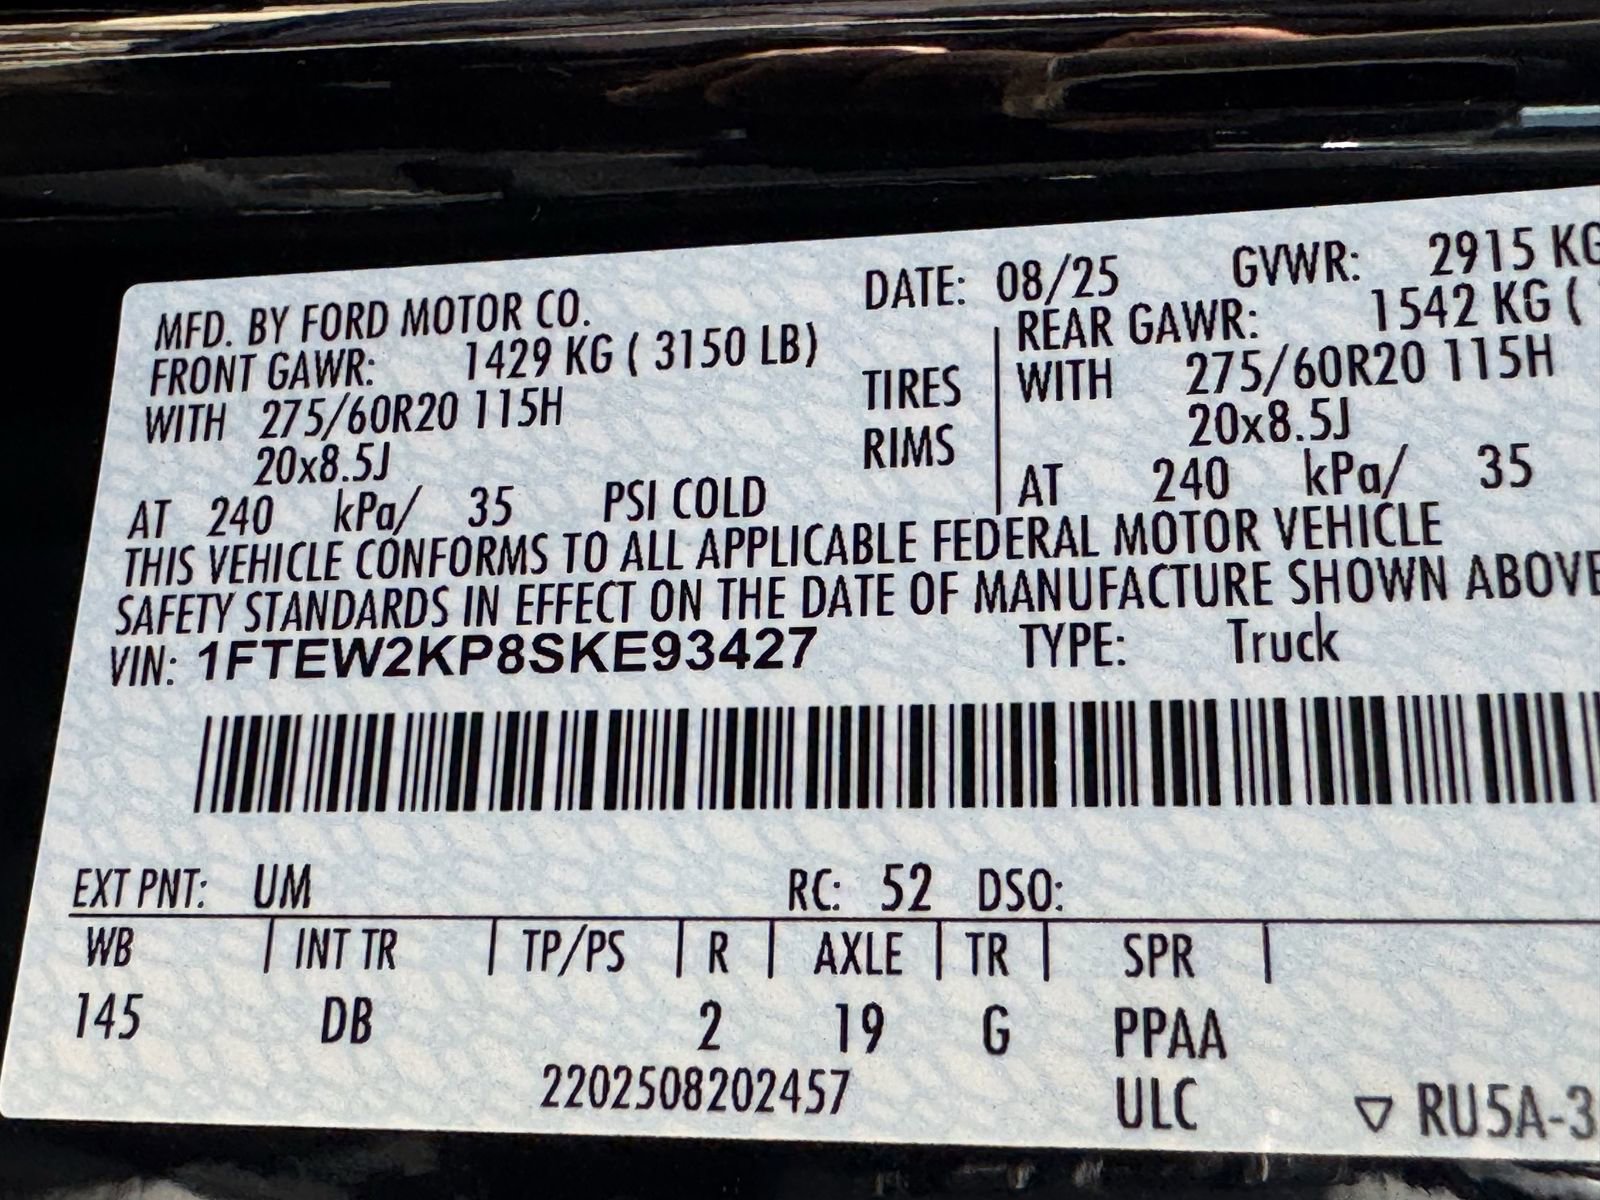 MFD. BY FORD MOTOR CO. DATE: 08/25 GVWR: 2915 KG
FRONT GAWR: 1429 KG ( 3150 LB) REAR GAWR: 1542 KG (
WITH 275/60R20 115H TIRES WITH 275/60R20 115H
20x8.5J RIMS 20x8.5J
AT 240 kPa/ 35 PSI COLD AT 240 kPa/ 35
THIS VEHICLE CONFORMS TO ALL APPLICABLE FEDERAL MOTOR VEHICLE
SAFETY STANDARDS IN EFFECT ON THE DATE OF MANUFACTURE SHOWN ABOVE
VIN: 1FTEW2KP8SKE93427 TYPE: Truck
EXT PNT: UM RC: 52 DSO:
WB | INT TR | TP/PS | R | AXLE | TR | SPR |
145 DB 2 19 G PPAA
2202508202457 ULC ▽ RU5A-3